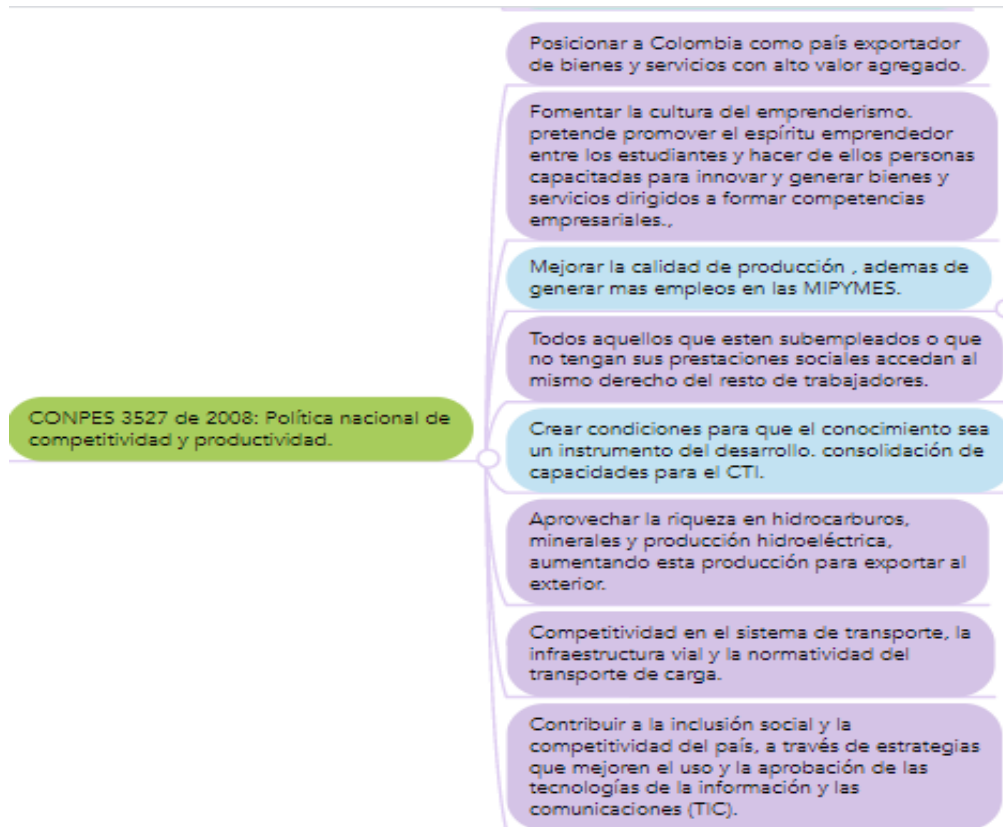 Posicionar a Colombia como país exportador
de bienes y servicios con alto valor agregado.
Fomentar la cultura del emprenderismo.
pretende promover el espíritu emprendedor
entre los estudiantes y hacer de ellos personas
capacitadas para innovar y generar bienes y
servicios dirigidos a formar competencias
empresariales.,
Mejorar la calidad de producción , ademas de
generar mas empleos en las MIPYMES.
Todos aquellos que esten subempleados o que
no tengan sus prestaciones sociales accedan al
mismo derecho del resto de trabajadores.
CONPES 3527 de 2008: Política nacional de
competitividad y productividad.
Crear condiciones para que el conocimiento sea
un instrumento del desarrollo. consolidación de
capacidades para el CTI.
Aprovechar la riqueza en hidrocarburos,
minerales y producción hidroeléctrica,
aumentando esta producción para exportar al
exterior.
Competitividad en el sistema de transporte, la
infraestructura vial y la normatividad del
transporte de carga.
Contribuir a la inclusión social y la
competitividad del país, a través de estrategias
que mejoren el uso y la aprobación de las
tecnologías de la información y las
comunicaciones (TIC).